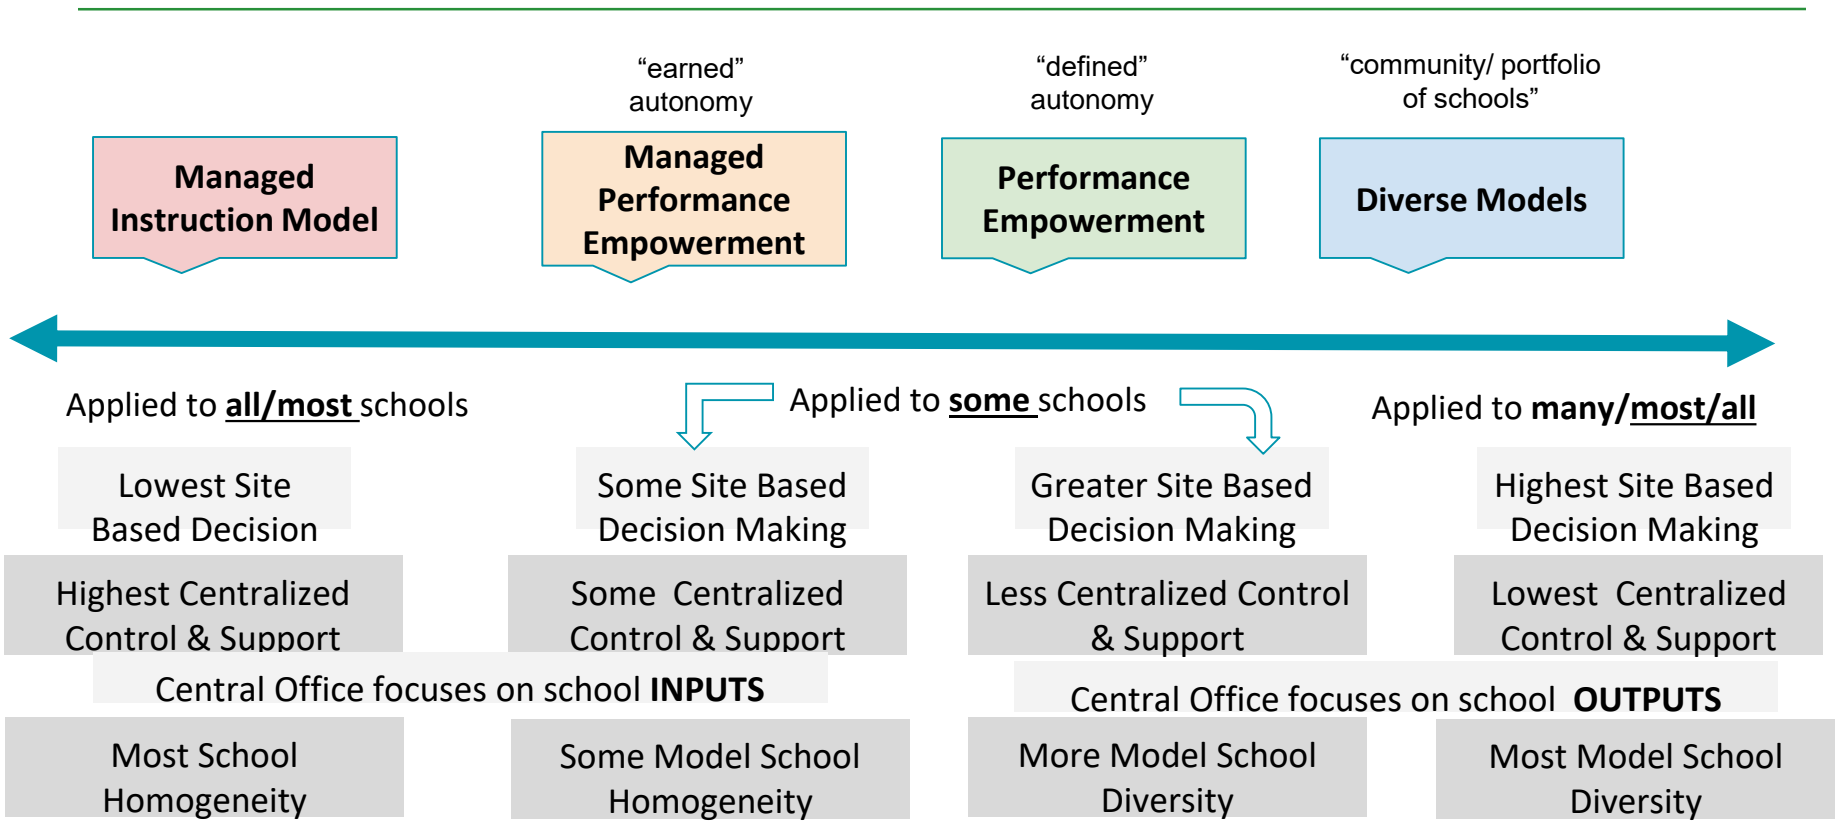 “earned”
autonomy
“defined”
autonomy
“community/ portfolio
of schools”
Managed
Instruction Model
Managed
Performance
Empowerment
Performance
Empowerment
Diverse Models
Applied to all/most schools
Applied to some schools
Applied to many/most/all
Lowest Site
Based Decision
Some Site Based
Decision Making
Greater Site Based
Decision Making
Highest Site Based
Decision Making
Highest Centralized
Control & Support
Some Centralized
Control & Support
Less Centralized Control
& Support
Lowest Centralized
Control & Support
Central Office focuses on school INPUTS
Central Office focuses on school OUTPUTS
Most School
Homogeneity
Some Model School
Homogeneity
More Model School
Diversity
Most Model School
Diversity